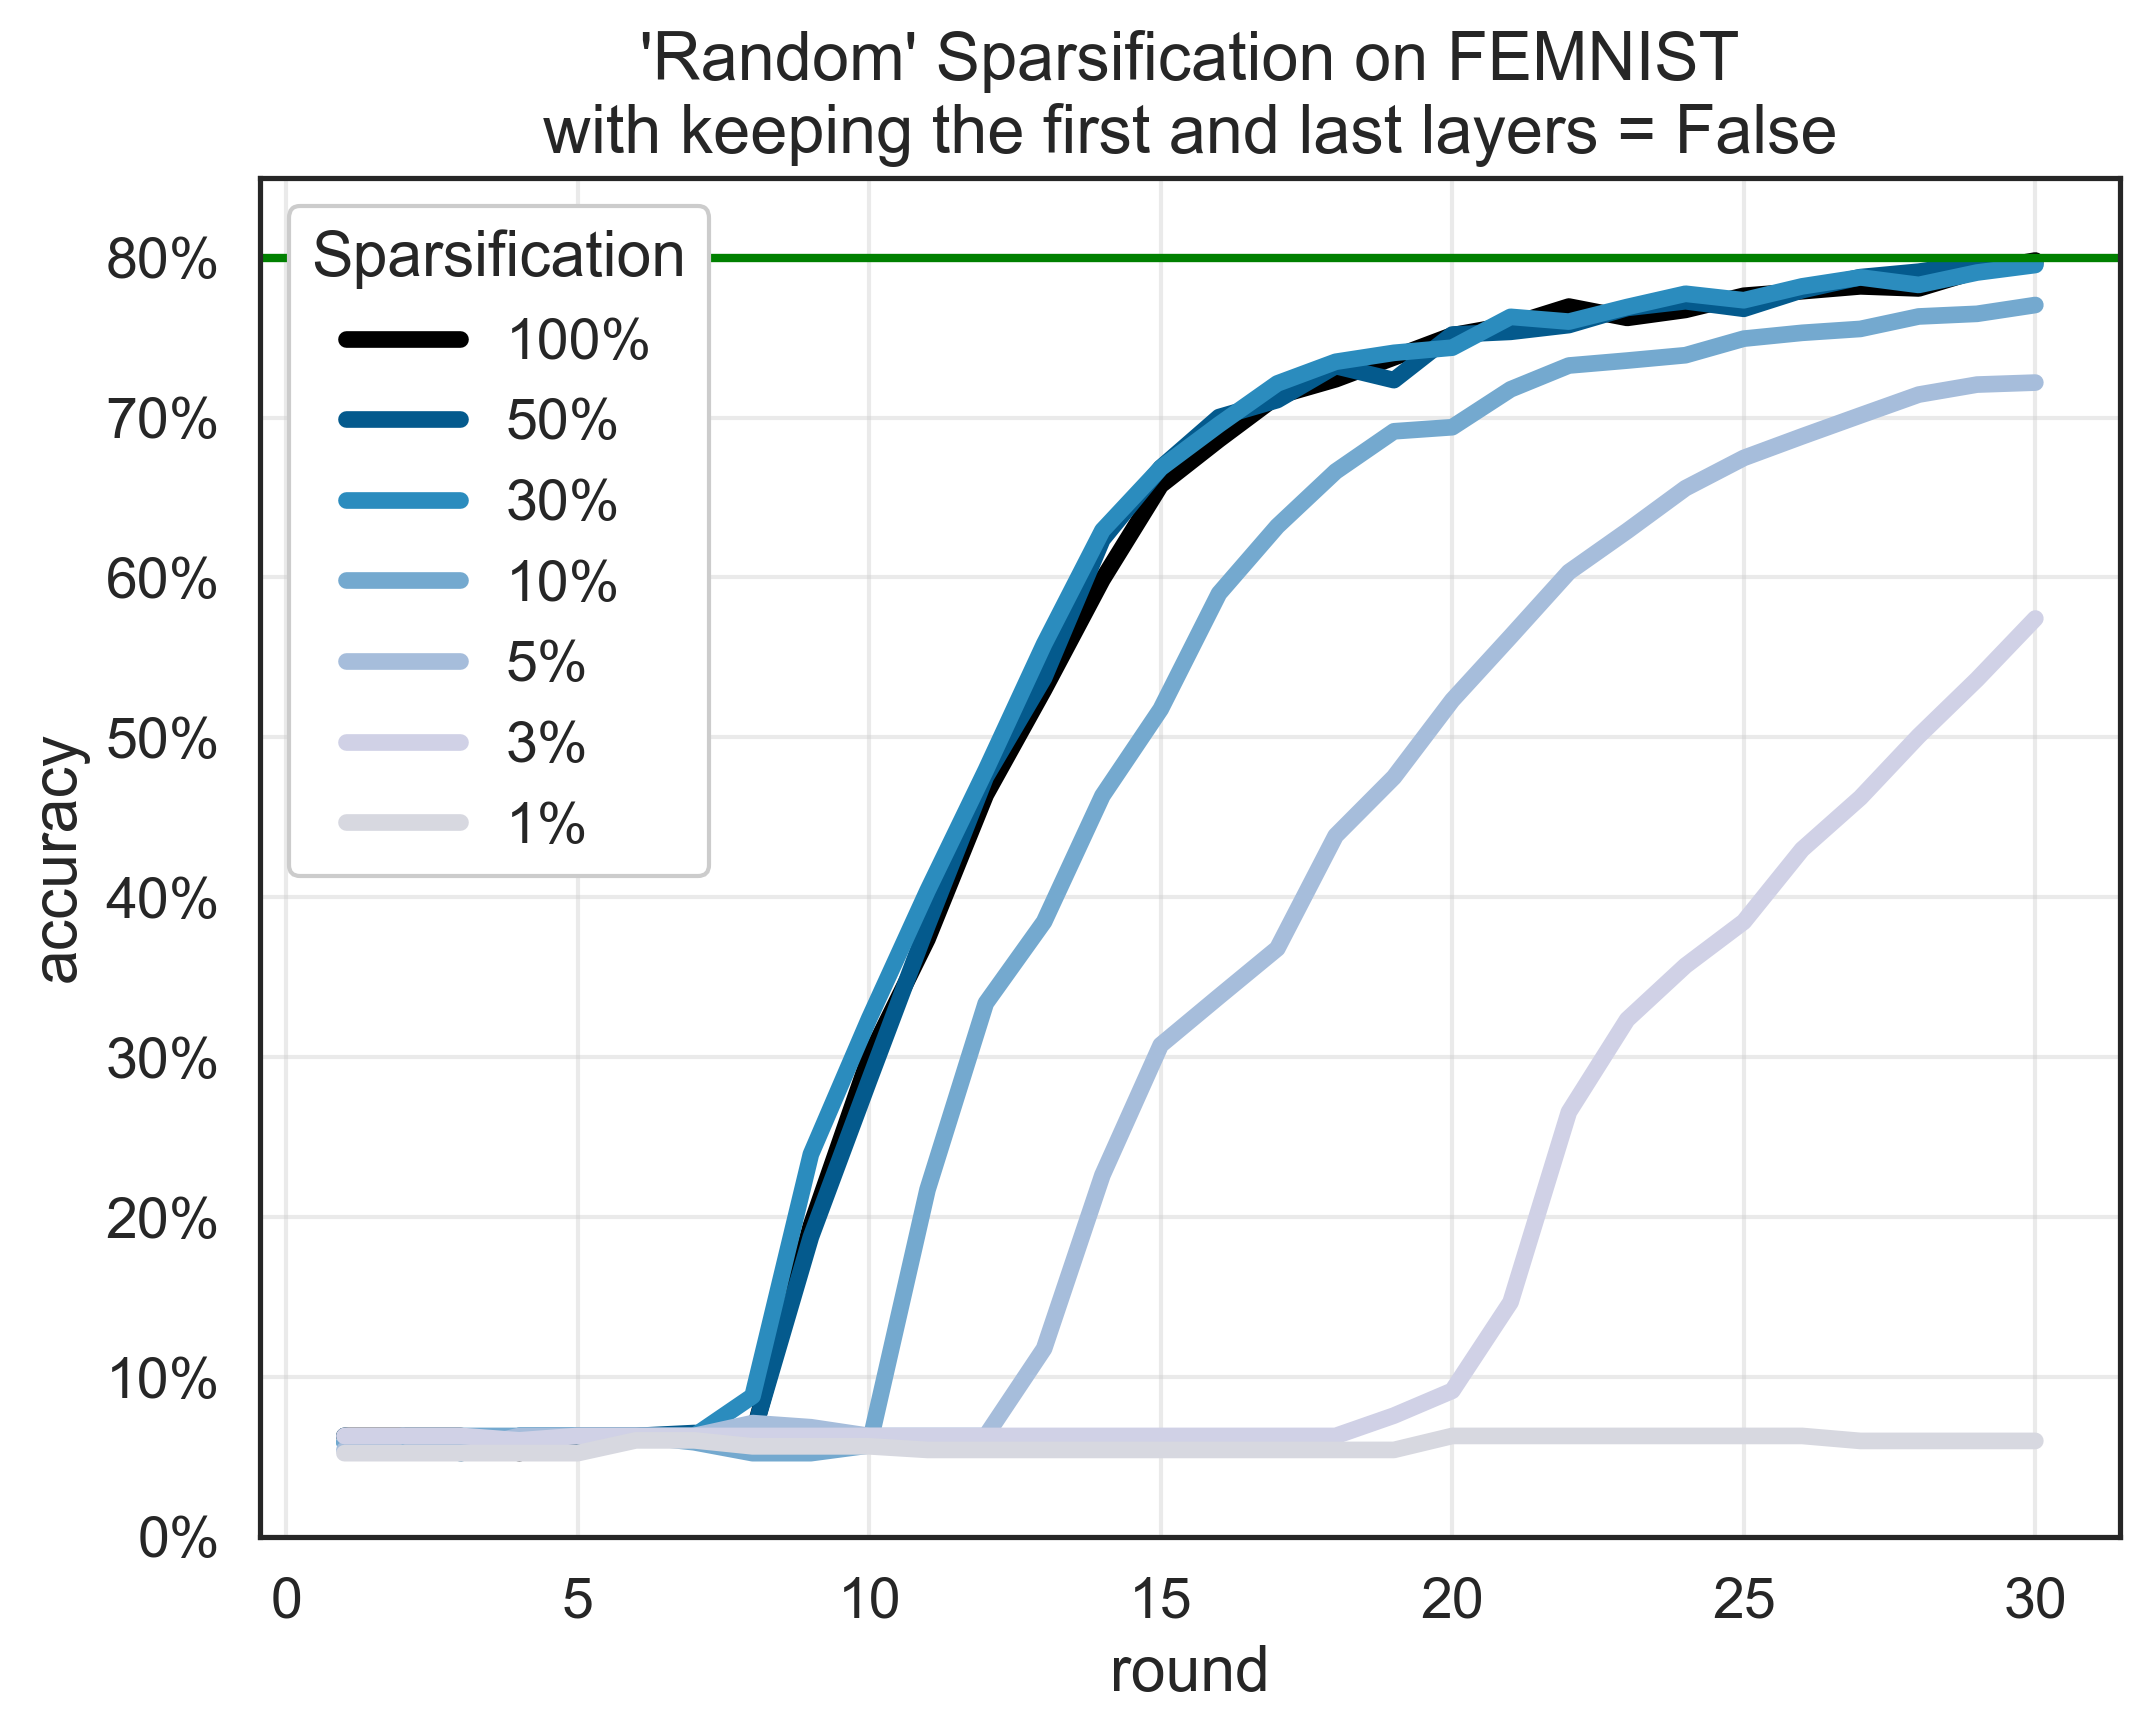 'Random' Sparsification on FEMNIST
with keeping the first and last layers = False
Sparsification
100%
50%
30%
10%
5%
3%
1%
80%
70%
60%
50%
40%
30%
20%
10%
0%
accuracy
0 5 10 15 20 25 30
round